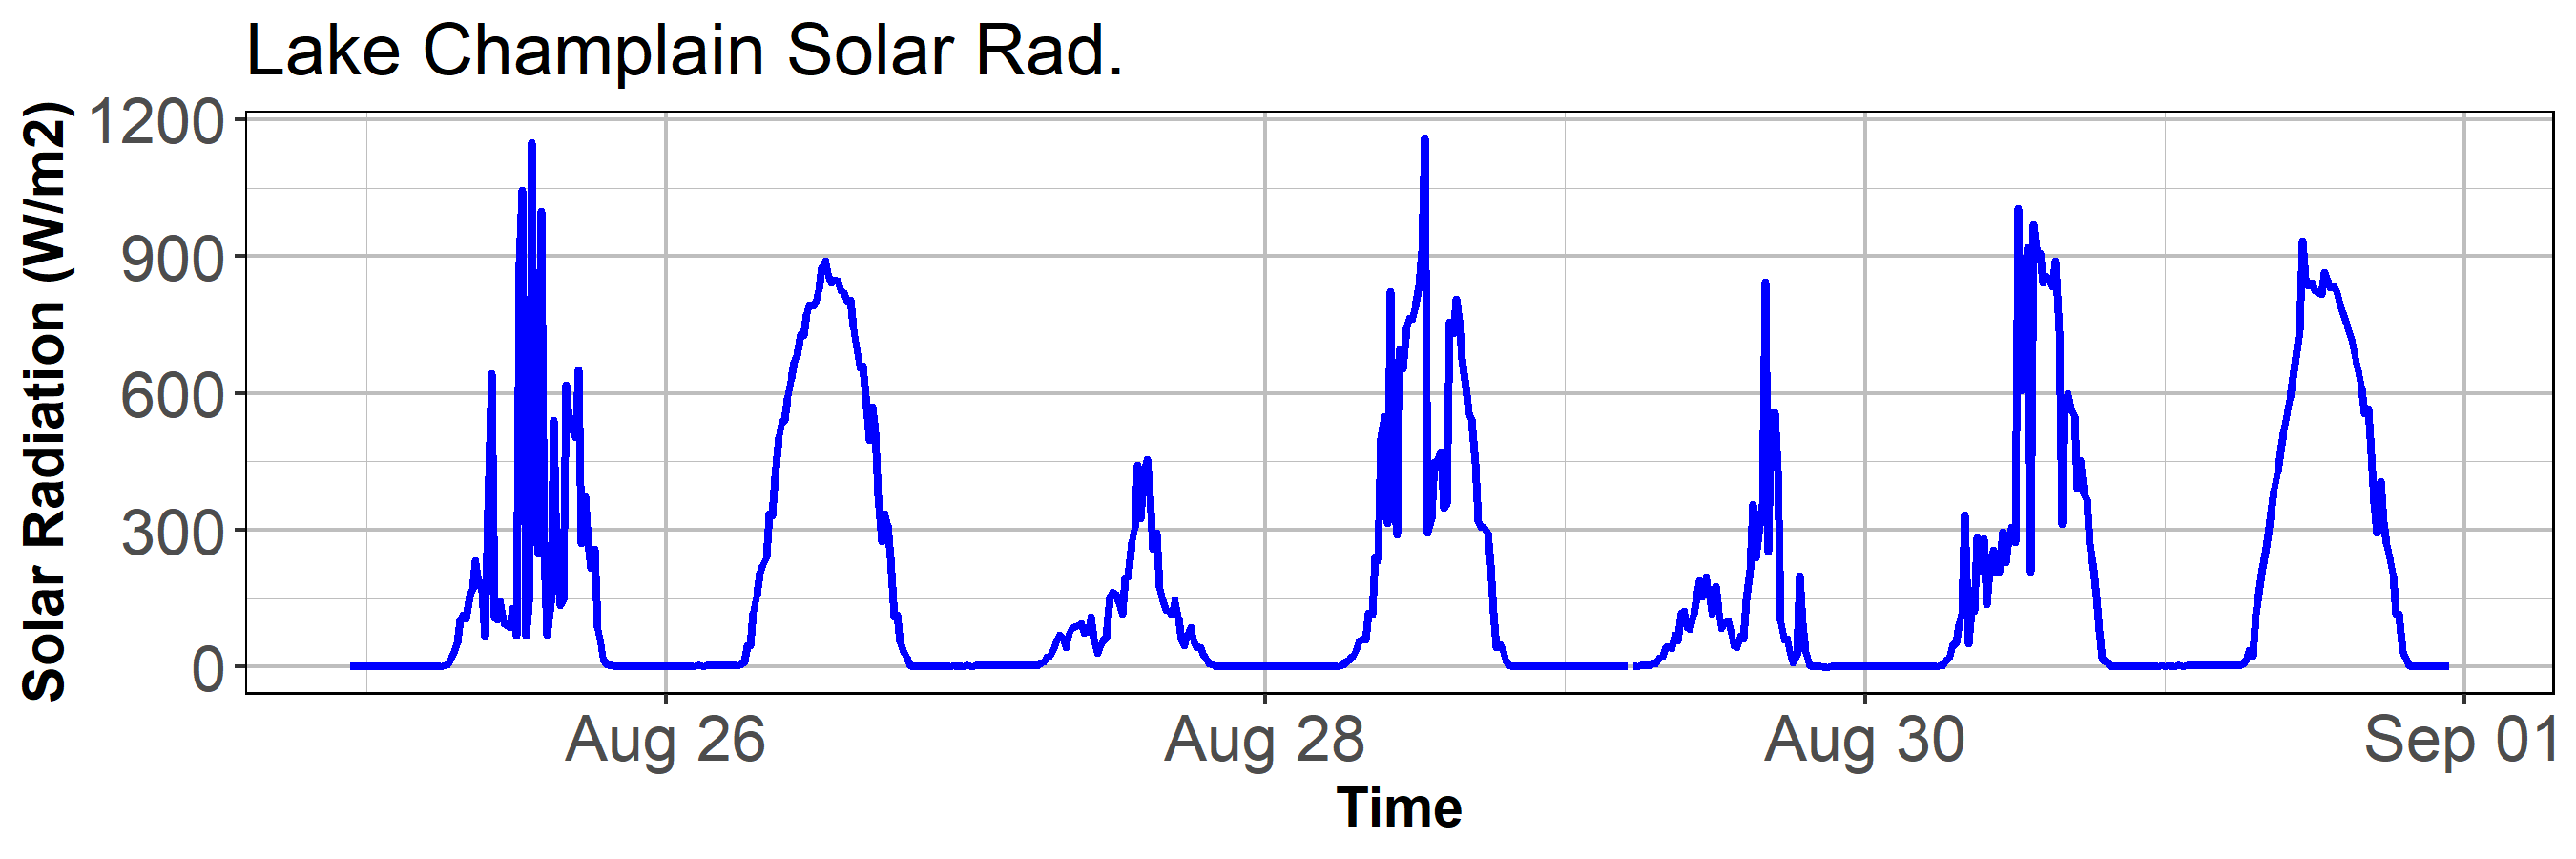 Lake Champlain Solar Rad.
Solar Radiation (W/m2)
1200
900
600
300
0
Aug 26 Aug 28 Aug 30 Sep 01
Time